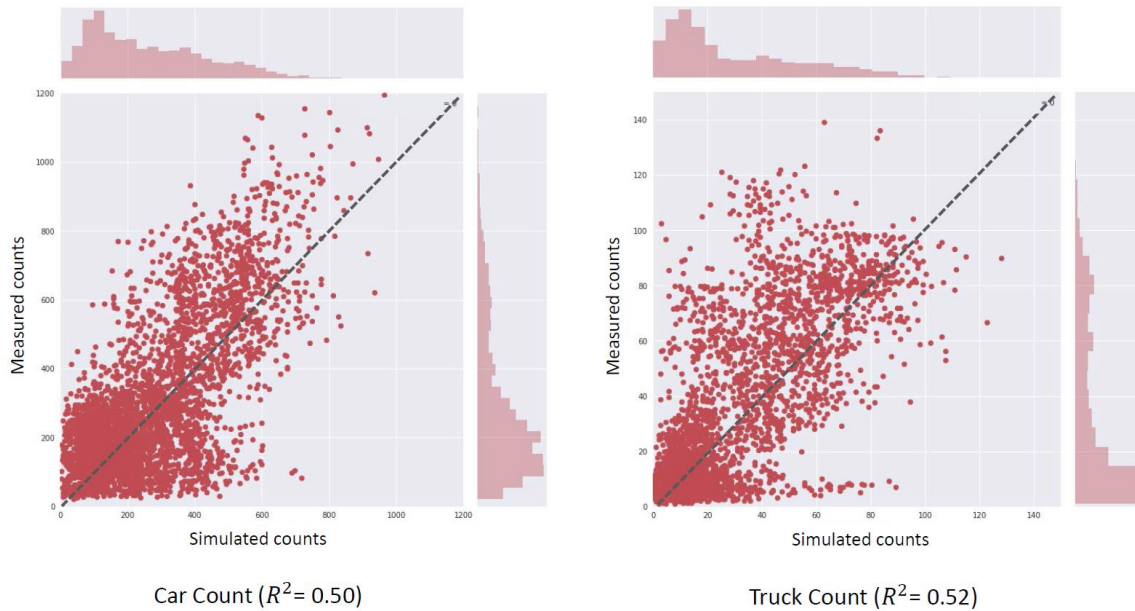 1200
1000
800
600
400
200
0
Measured counts
0 200 400 600 800 1000 1200
Simulated counts
Car Count (R²= 0.50)
140
120
100
80
60
40
20
0
Measured counts
0 20 40 60 80 100 120 140
Simulated counts
Truck Count (R²= 0.52)